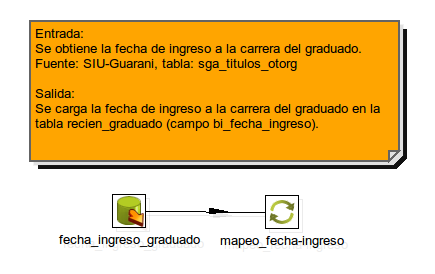 Entrada:
Se obtiene la fecha de ingreso a la carrera del graduado.
Fuente: SIU-Guarani, tabla: sga_titulos_otorg
Salida:
Se carga la fecha de ingreso a la carrera del graduado en la
tabla recien_graduado (campo bi_fecha_ingreso).
fecha_ingreso_graduado
mapeo_fecha-ingreso